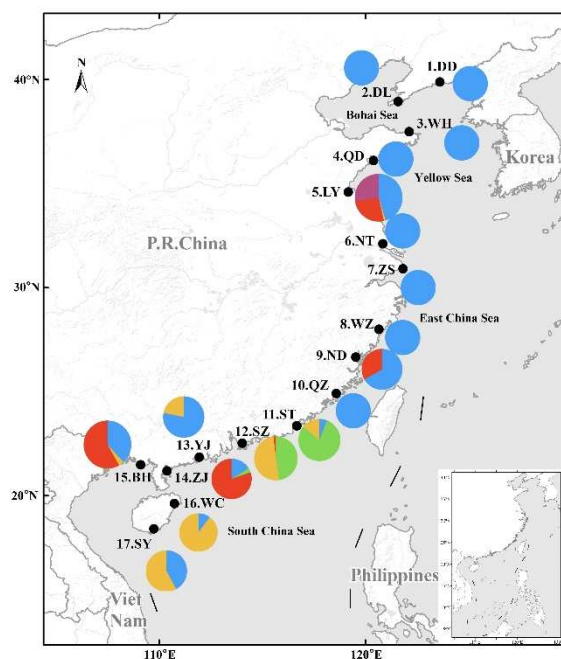 40°N
30°N
20°N
N
1.DD
2.DL
Bohai Sea
3.WH
Korea
4.QD
Yellow Sea
5.LY
P.R.China
6.NT
7.ZS
8.WZ
East China Sea
9.ND
10.QZ
11.ST
12.SZ
13.YJ
14.ZJ
15.BH
16.WC
South China Sea
17.SY
Philippines
Viet
Nam
110°E
120°E